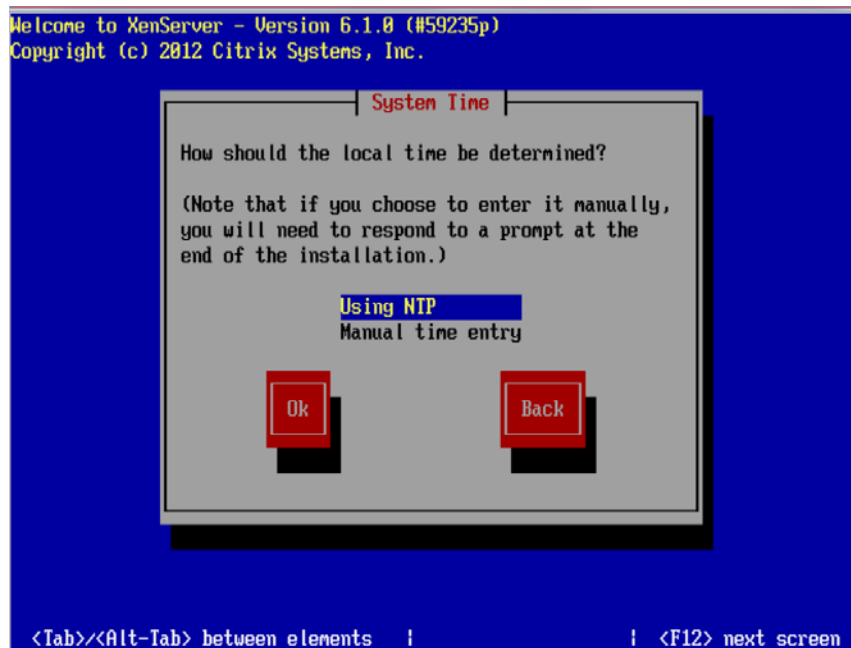 Welcome to XenServer - Version 6.1.0 (#59235p)
Copyright (c) 2012 Citrix Systems, Inc.
System Time
How should the local time be determined?
(Note that if you choose to enter it manually,
you will need to respond to a prompt at the
end of the installation.)
Using NTP
Manual time entry
Ok Back
<Tab>/<Alt-Tab> between elements | | <F12> next screen